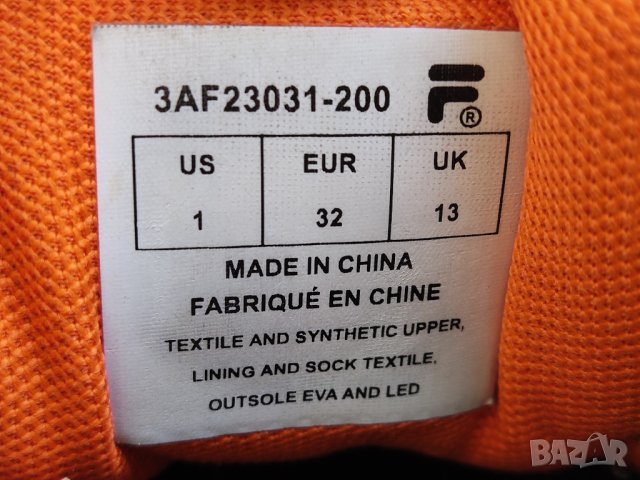 3AF23031-200 F®
US EUR UK
1 32 13
MADE IN CHINA
FABRIQUÉ EN CHINE
TEXTILE AND SYNTHETIC UPPER,
LINING AND SOCK TEXTILE.
OUTSOLE EVA AND LED
BAZAR